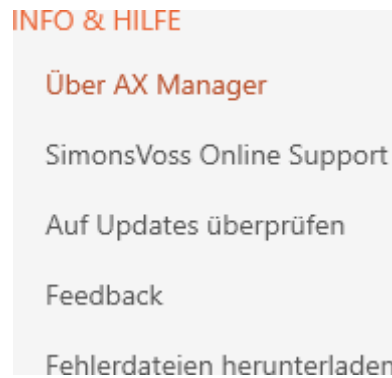 INFO & HILFE
Über AX Manager
SimonsVoss Online Support
Auf Updates überprüfen
Feedback
Fehlerdateien herunterladen